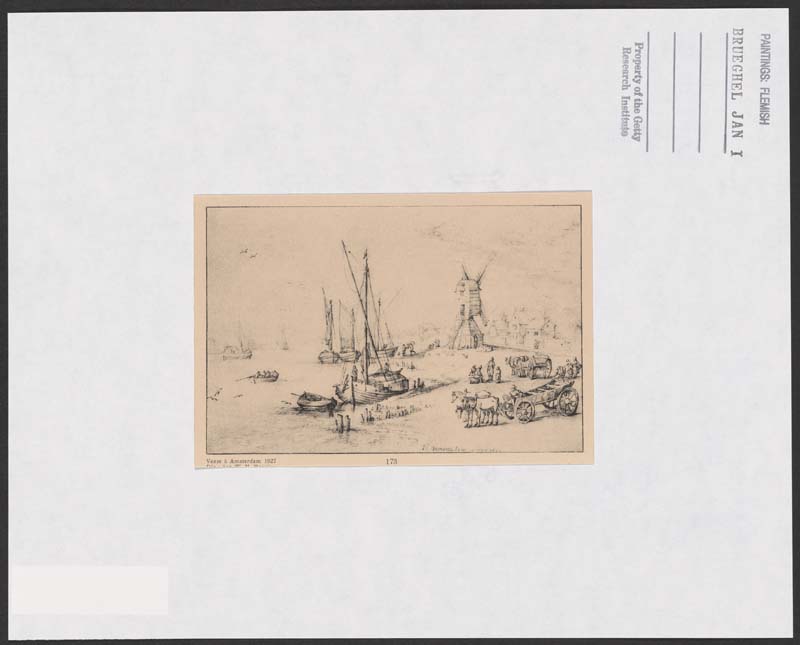 PAINTINGS: FLEMISH
BRUEGHEL JAN I
Property of the Getty
Research Institute
Vente à Amsterdam 1927
173